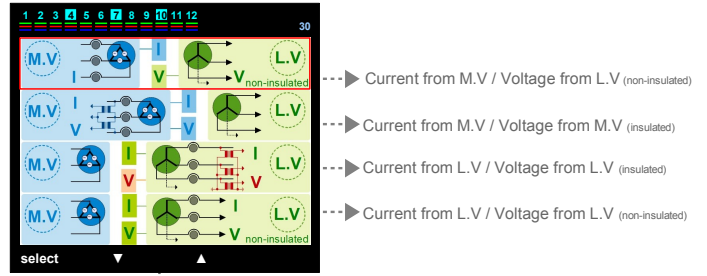 1 2 3 4 5 6 7 8 9 10 11 12
30
M.V I I V V L.V
non-insulated
Current from M.V / Voltage from L.V (non-insulated)
M.V I V I V L.V
Current from M.V / Voltage from M.V (insulated)
M.V I V I V L.V
Current from L.V / Voltage from L.V (insulated)
M.V I V I V L.V
non-insulated
Current from L.V / Voltage from L.V (non-insulated)
select ▼ ▲